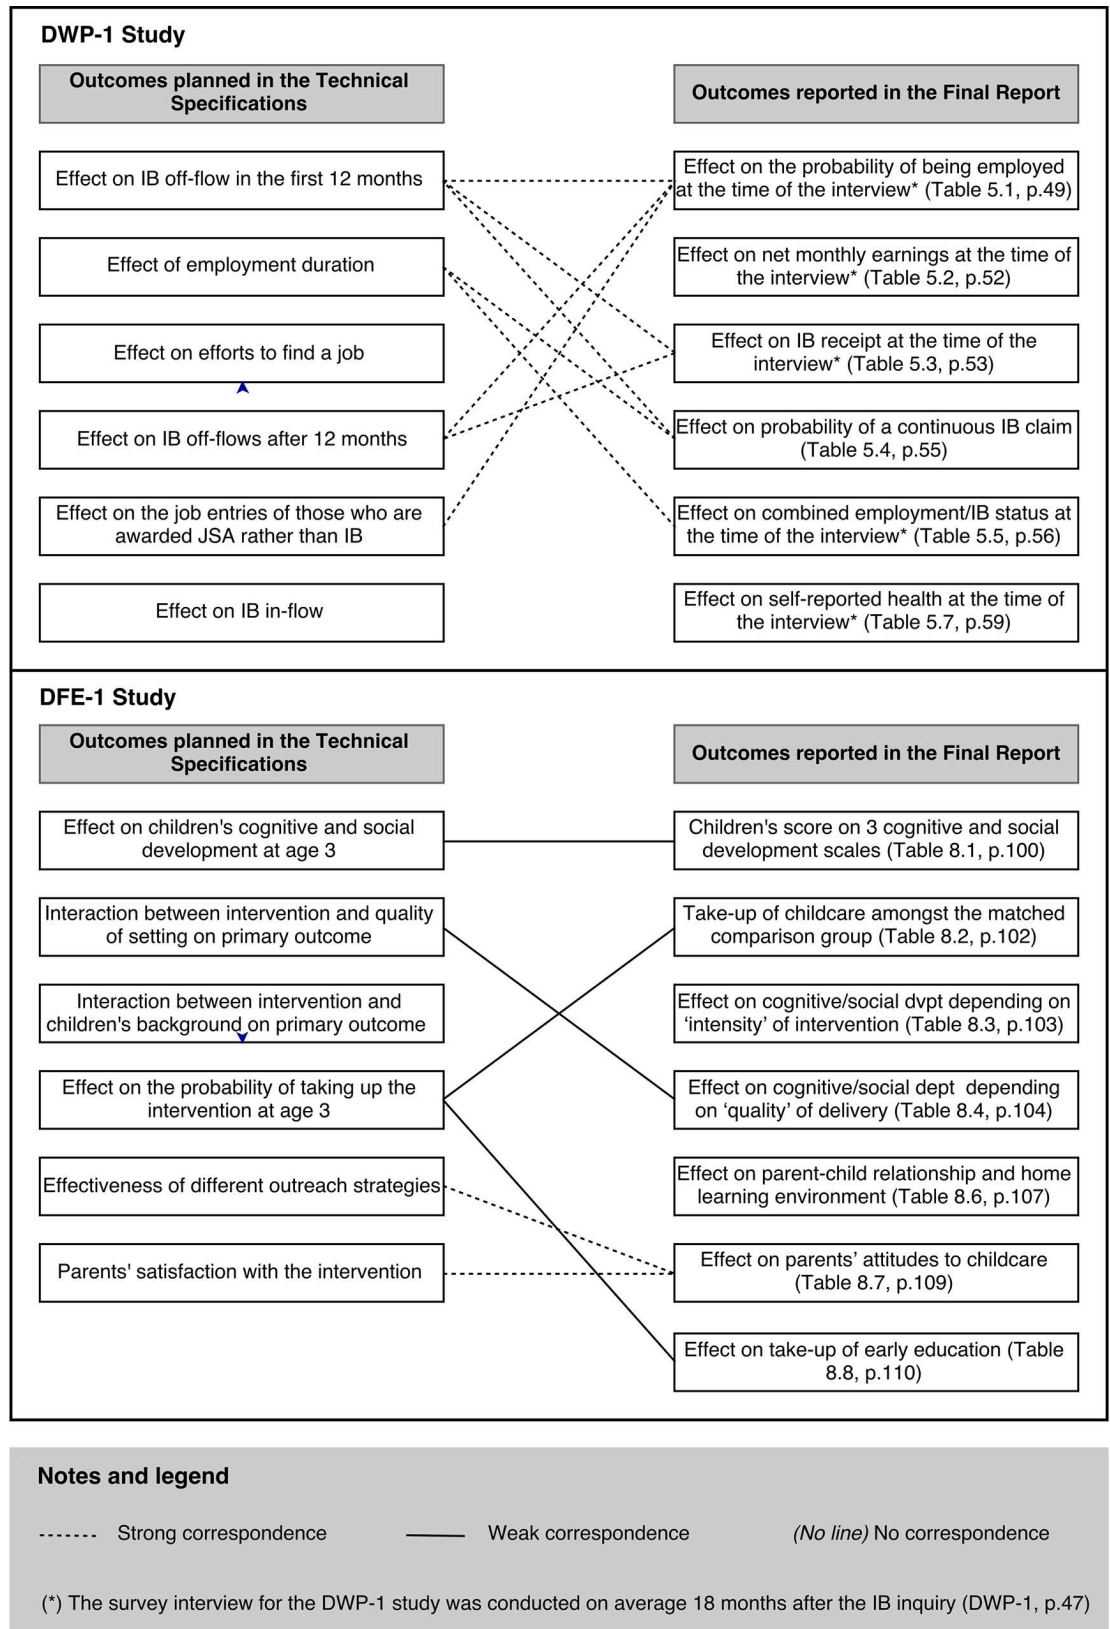 DWP-1 Study
Outcomes planned in the Technical
Specifications
Outcomes reported in the Final Report
Effect on IB off-flow in the first 12 months
Effect on the probability of being employed
at the time of the interview* (Table 5.1, p.49)
Effect of employment duration
Effect on net monthly earnings at the time of
the interview* (Table 5.2, p.52)
Effect on efforts to find a job
Effect on IB receipt at the time of the
interview* (Table 5.3, p.53)
Effect on IB off-flows after 12 months
Effect on probability of a continuous IB claim
(Table 5.4, p.55)
Effect on the job entries of those who are
awarded JSA rather than IB
Effect on combined employment/IB status at
the time of the interview* (Table 5.5, p.56)
Effect on IB in-flow
Effect on self-reported health at the time of
the interview* (Table 5.7, p.59)
DFE-1 Study
Outcomes planned in the Technical
Specifications
Outcomes reported in the Final Report
Effect on children's cognitive and social
development at age 3
Children's score on 3 cognitive and social
development scales (Table 8.1, p.100)
Interaction between intervention and quality
of setting on primary outcome
Take-up of childcare amongst the matched
comparison group (Table 8.2, p.102)
Interaction between intervention and
children's background on primary outcome
Effect on cognitive/social dvpt depending on
‘intensity’ of intervention (Table 8.3, p.103)
Effect on the probability of taking up the
intervention at age 3
Effect on cognitive/social dept depending
on ‘quality’ of delivery (Table 8.4, p.104)
Effectiveness of different outreach strategies
Effect on parent-child relationship and home
learning environment (Table 8.6, p.107)
Parents' satisfaction with the intervention
Effect on parents’ attitudes to childcare
(Table 8.7, p.109)
Effect on take-up of early education (Table
8.8, p.110)
Notes and legend
Strong correspondence
Weak correspondence
(No line) No correspondence
(*) The survey interview for the DWP-1 study was conducted on average 18 months after the IB inquiry (DWP-1, p.47)